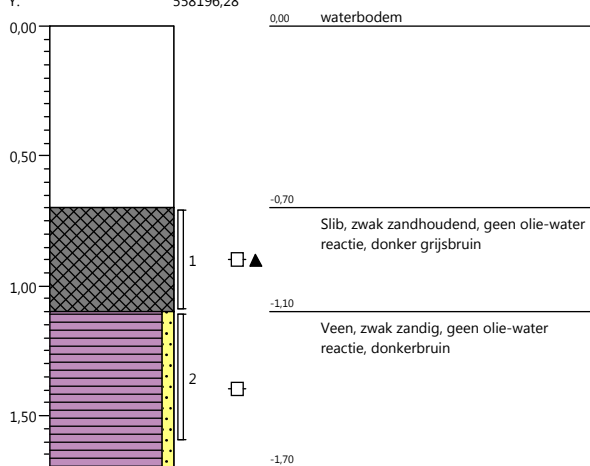 Y: 558196,28
0,00
0,50
1,00
1,50
1
2
0,00 waterbodem
-0,70
Slib, zwak zandhoudend, geen olie-water
reactie, donker grijsbruin
-1,10
Veen, zwak zandig, geen olie-water
reactie, donkerbruin
-1,70